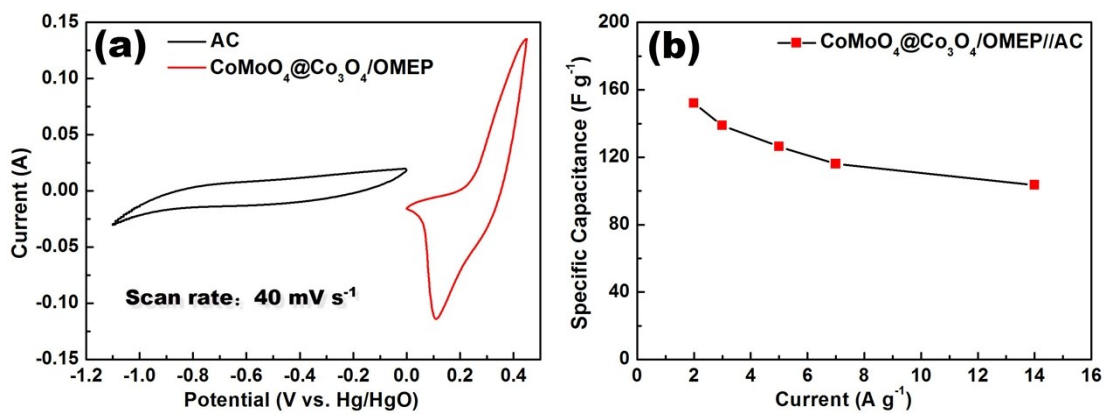 (a)
AC
CoMoO₄@Co₃O₄/OMEP
Current (A)
0.15
0.10
0.05
0.00
-0.05
-0.10
-0.15
Scan rate：40 mV s⁻¹
-1.2 -1.0 -0.8 -0.6 -0.4 -0.2 0.0 0.2 0.4
Potential (V vs. Hg/HgO)
(b)
CoMoO₄@Co₃O₄/OMEP//AC
Specific Capacitance (F g⁻¹)
200
160
120
80
40
0
0 2 4 6 8 10 12 14 16
Current (A g⁻¹)